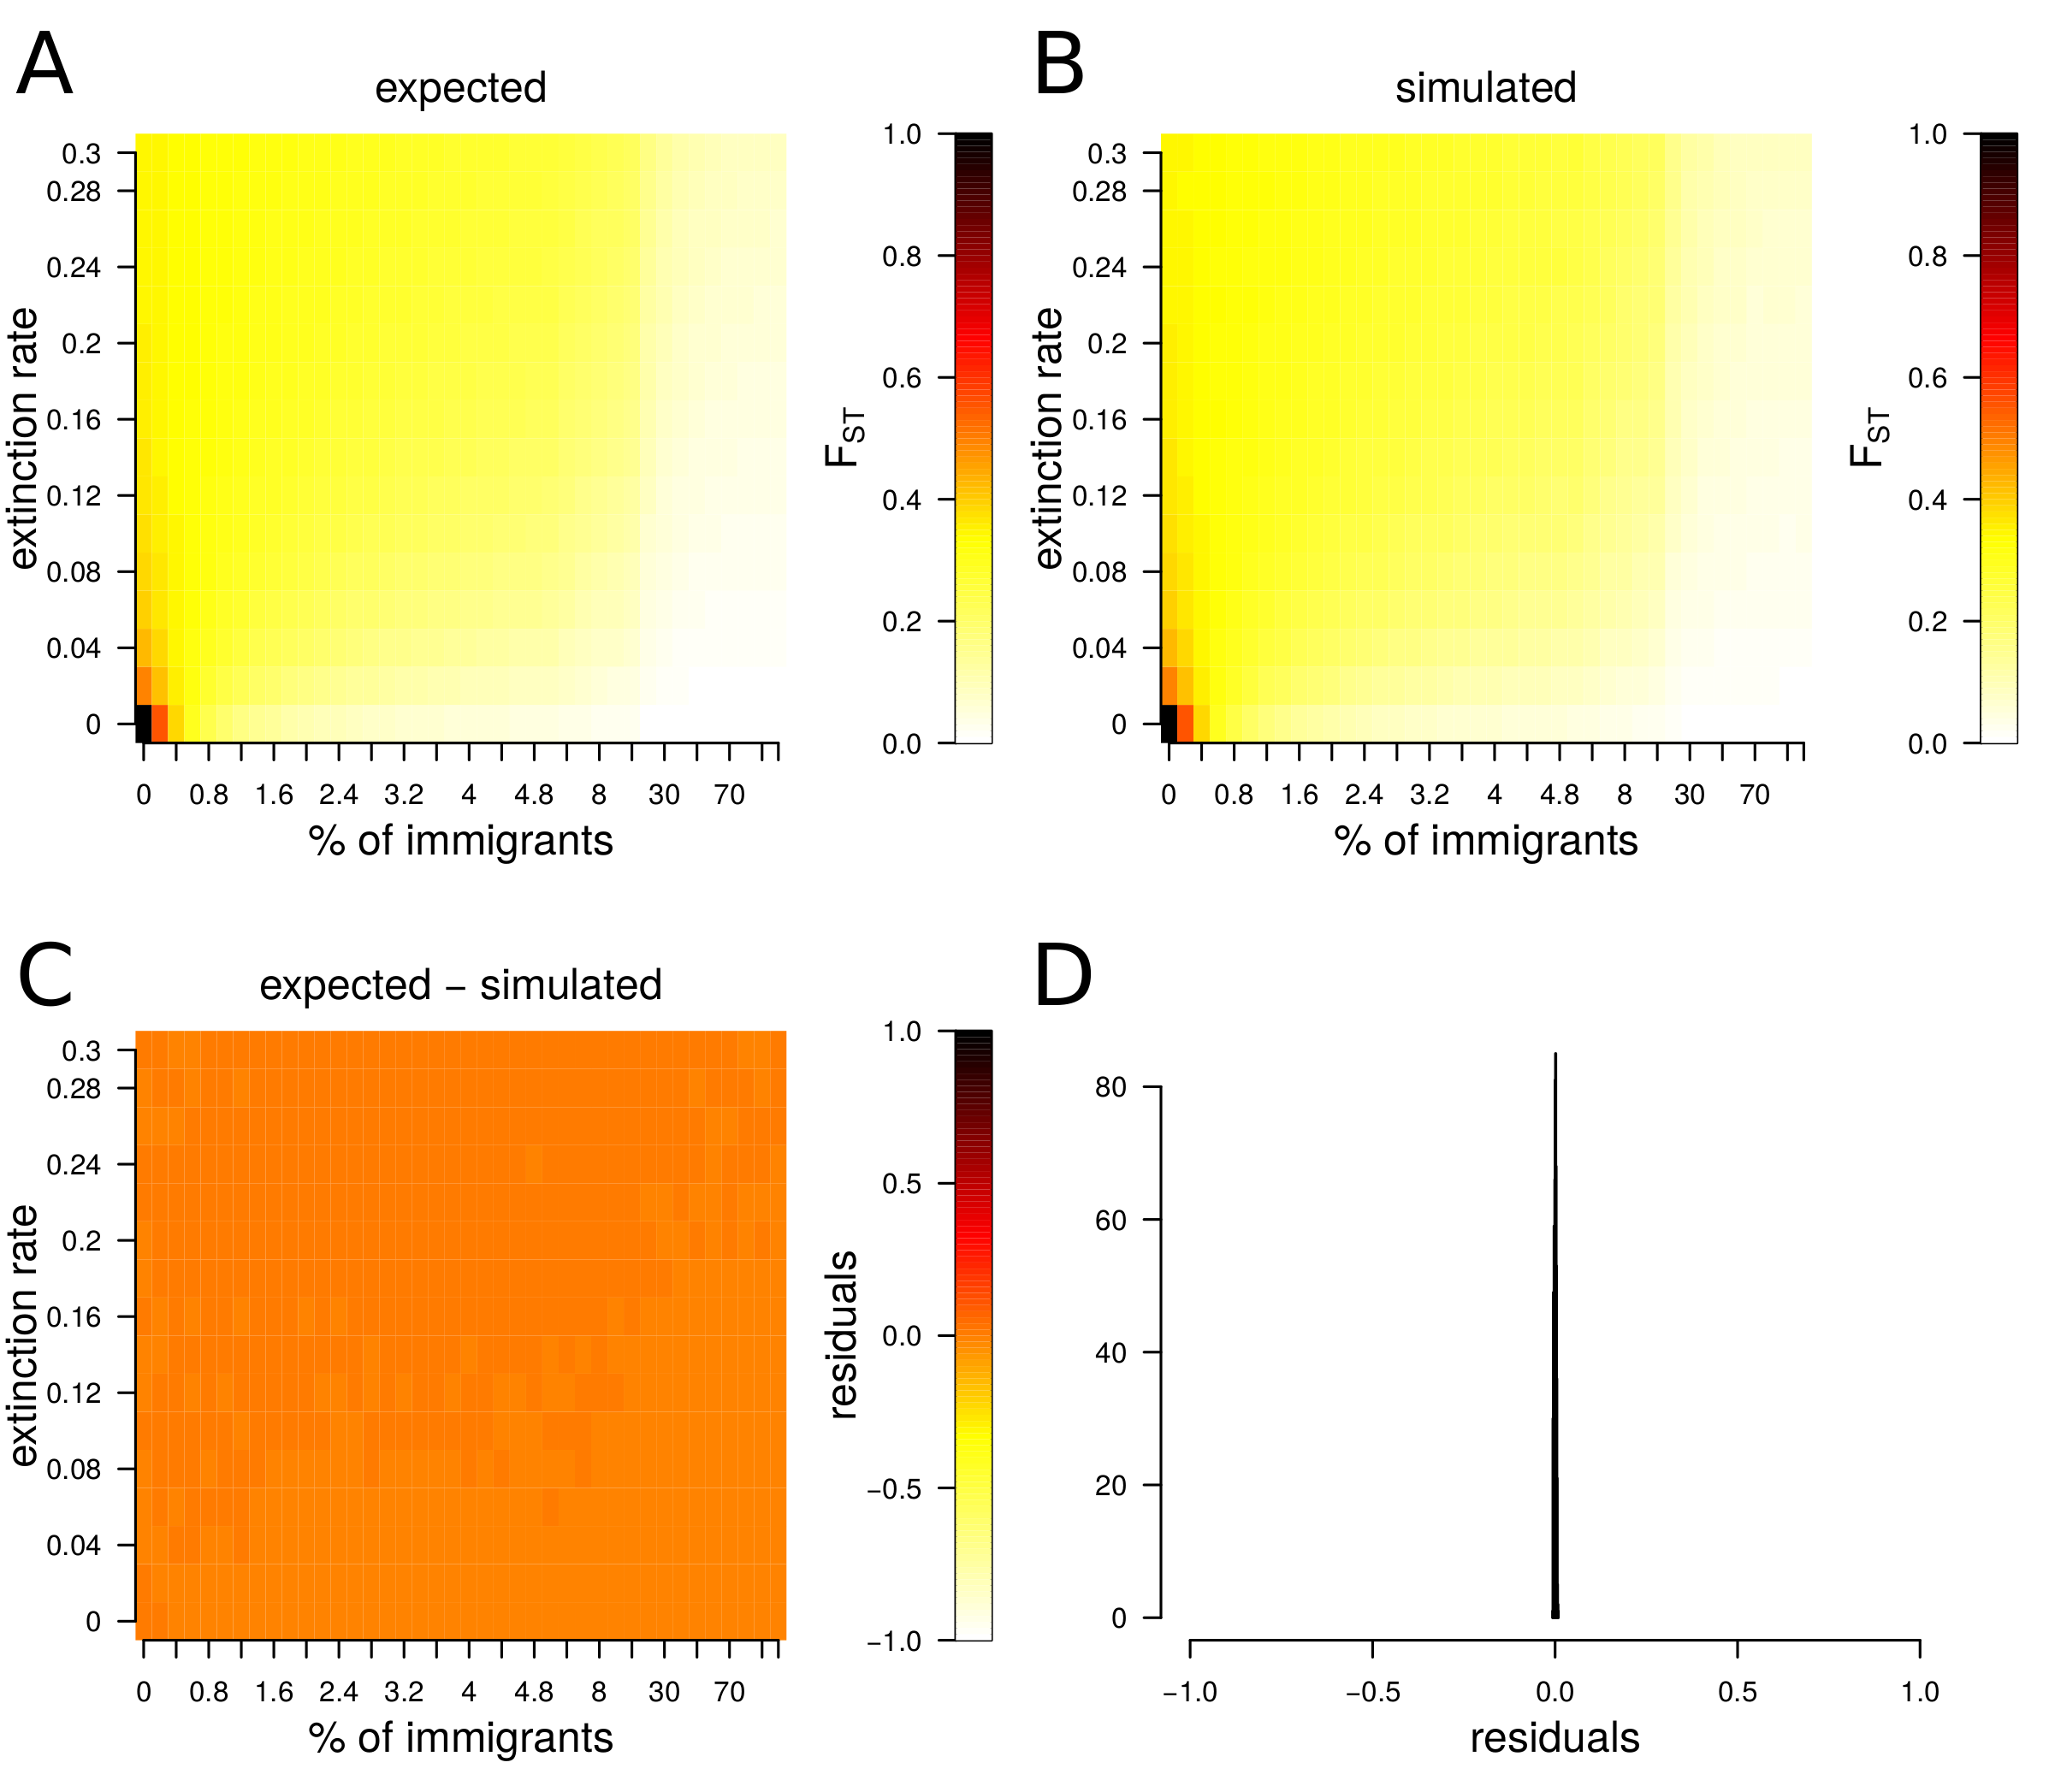 A
expected
0.3
0.28
0.24
0.2
0.16
0.12
0.08
0.04
0
extinction rate
0 0.8 1.6 2.4 3.2 4 4.8 8 30 70
% of immigrants
1.0
0.8
0.6
0.4
0.2
0.0
FST
B
simulated
0.3
0.28
0.24
0.2
0.16
0.12
0.08
0.04
0
extinction rate
0 0.8 1.6 2.4 3.2 4 4.8 8 30 70
% of immigrants
1.0
0.8
0.6
0.4
0.2
0.0
FST
C
expected − simulated
0.3
0.28
0.24
0.2
0.16
0.12
0.08
0.04
0
extinction rate
0 0.8 1.6 2.4 3.2 4 4.8 8 30 70
% of immigrants
1.0
0.5
0.0
−0.5
−1.0
residuals
D
80
60
40
20
0
−1.0 −0.5 0.0 0.5 1.0
residuals